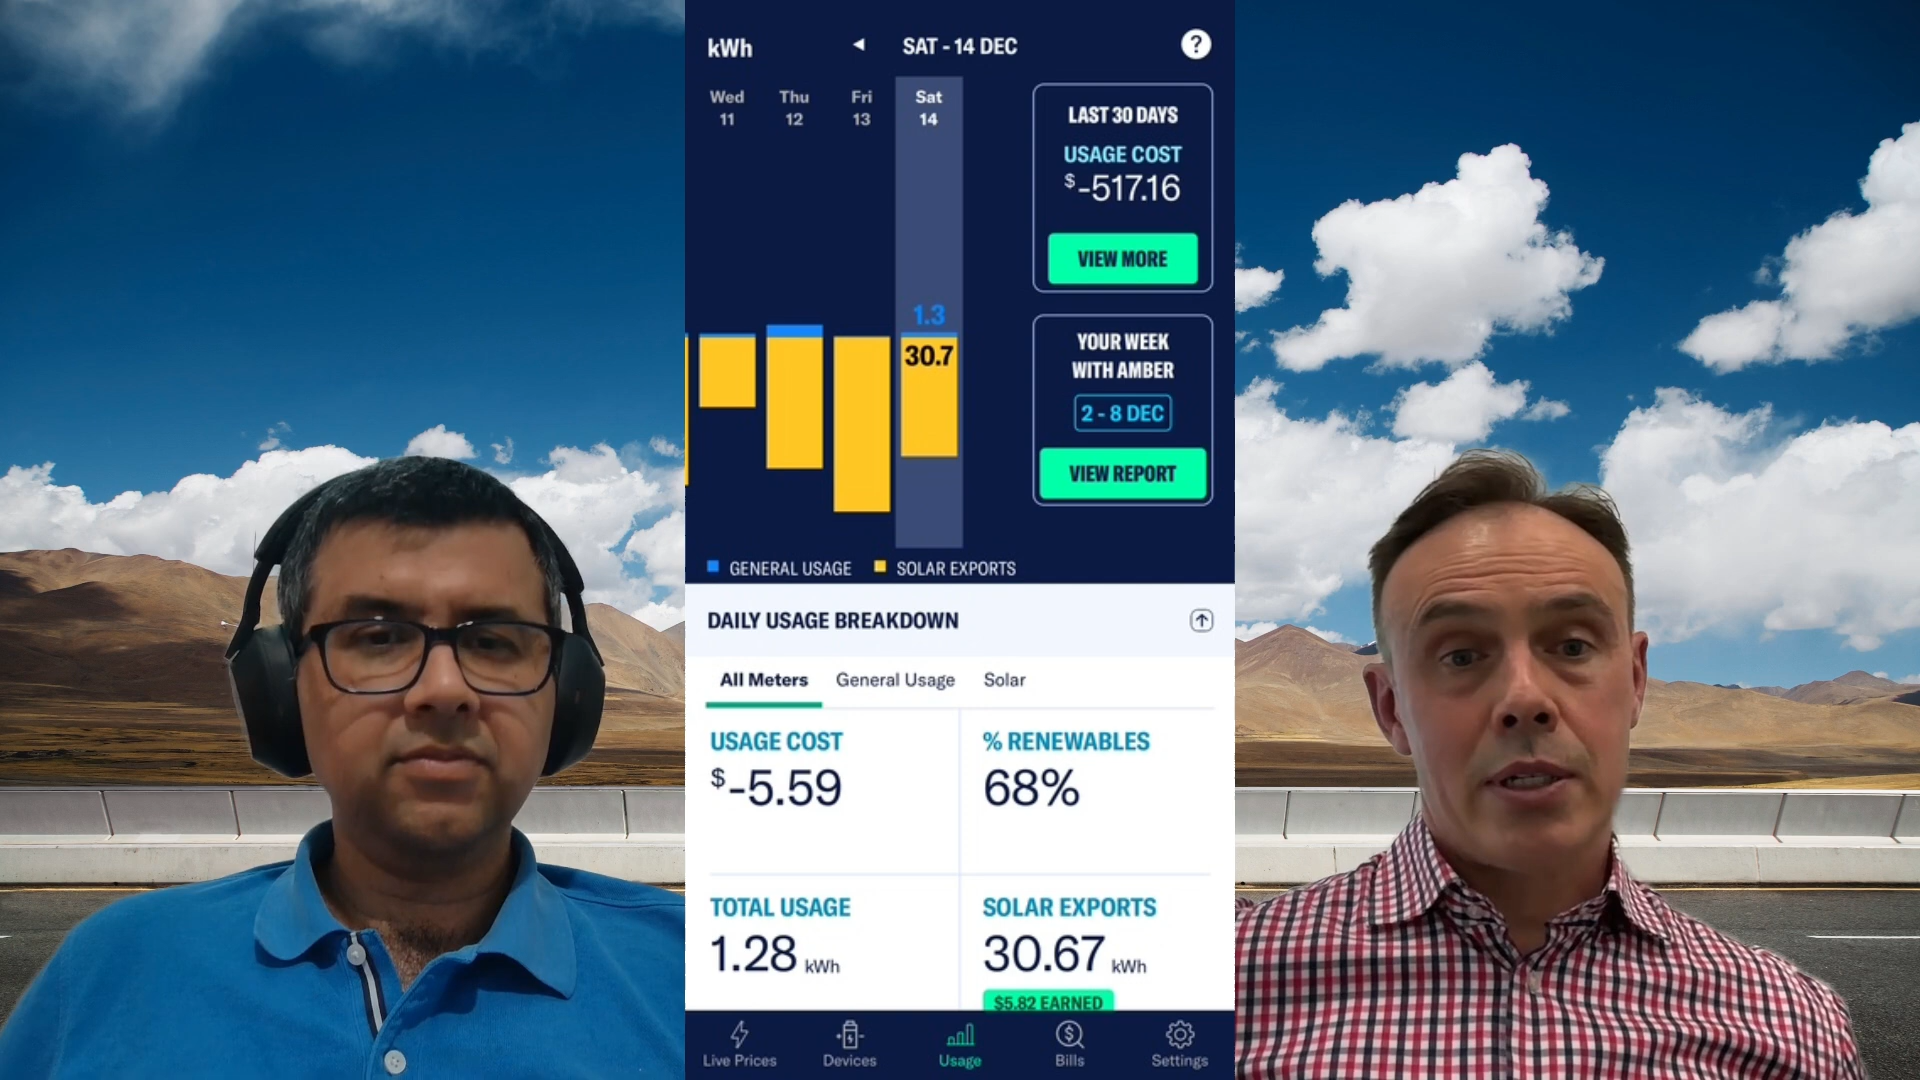 kWh
◄ SAT - 14 DEC
?
Wed Thu Fri Sat
11 12 13 14
LAST 30 DAYS
USAGE COST
$-517.16
VIEW MORE
1.3
30.7
YOUR WEEK
WITH AMBER
2 - 8 DEC
VIEW REPORT
GENERAL USAGE SOLAR EXPORTS
DAILY USAGE BREAKDOWN
All Meters General Usage Solar
USAGE COST
$-5.59
% RENEWABLES
68%
TOTAL USAGE
1.28 kWh
SOLAR EXPORTS
30.67 kWh
$5.82 EARNED
Live Prices Devices Usage Bills Settings